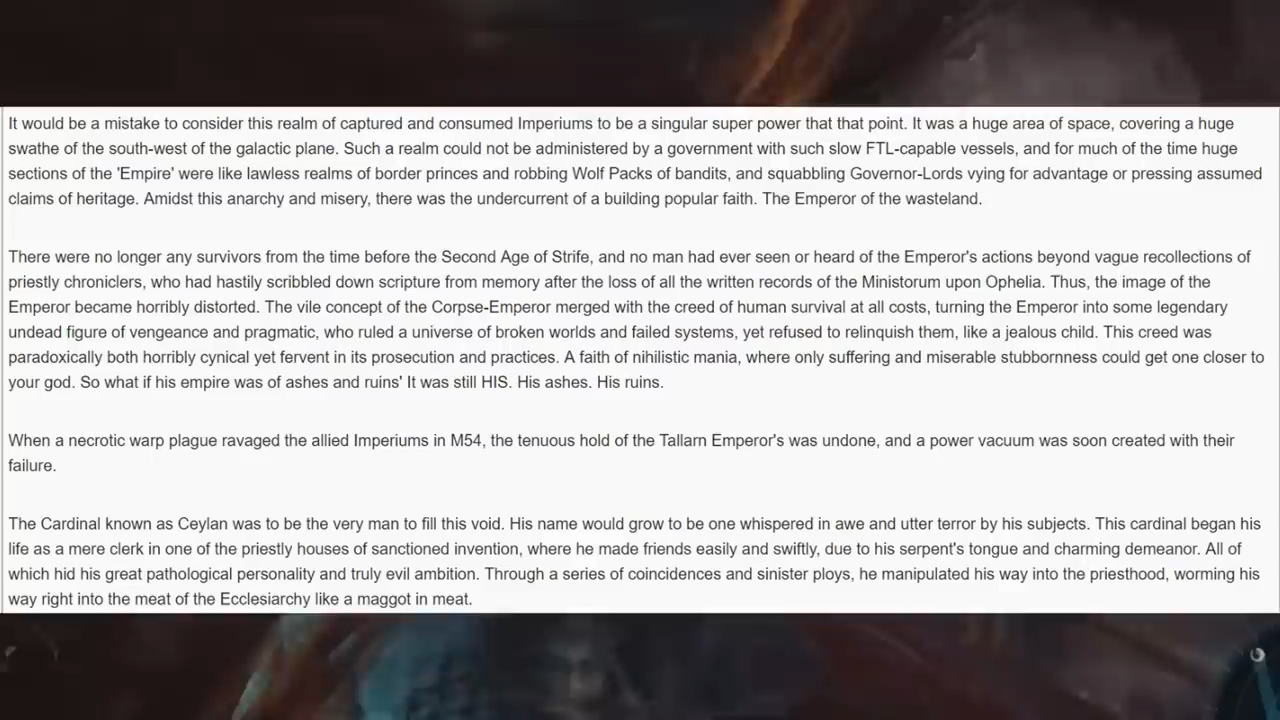 It would be a mistake to consider this realm of captured and consumed Imperiums to be a singular super power that that point. It was a huge area of space, covering a huge
swathe of the south-west of the galactic plane. Such a realm could not be administered by a government with such slow FTL-capable vessels, and for much of the time huge
sections of the 'Empire' were like lawless realms of border princes and robbing Wolf Packs of bandits, and squabbling Governor-Lords vying for advantage or pressing assumed
claims of heritage. Amidst this anarchy and misery, there was the undercurrent of a building popular faith. The Emperor of the wasteland.
There were no longer any survivors from the time before the Second Age of Strife, and no man had ever seen or heard of the Emperor's actions beyond vague recollections of
priestly chroniclers, who had hastily scribbled down scripture from memory after the loss of all the written records of the Ministorum upon Ophelia. Thus, the image of the
Emperor became horribly distorted. The vile concept of the Corpse-Emperor merged with the creed of human survival at all costs, turning the Emperor into some legendary
undead figure of vengeance and pragmatic, who ruled a universe of broken worlds and failed systems, yet refused to relinquish them, like a jealous child. This creed was
paradoxically both horribly cynical yet fervent in its prosecution and practices. A faith of nihilistic mania, where only suffering and miserable stubbornness could get one closer to
your god. So what if his empire was of ashes and ruins' It was still HIS. His ashes. His ruins.
When a necrotic warp plague ravaged the allied Imperiums in M54, the tenuous hold of the Tallarn Emperor's was undone, and a power vacuum was soon created with their
failure.
The Cardinal known as Ceylan was to be the very man to fill this void. His name would grow to be one whispered in awe and utter terror by his subjects. This cardinal began his
life as a mere clerk in one of the priestly houses of sanctioned invention, where he made friends easily and swiftly, due to his serpent's tongue and charming demeanor. All of
which hid his great pathological personality and truly evil ambition. Through a series of coincidences and sinister ploys, he manipulated his way into the priesthood, worming his
way right into the meat of the Ecclesiarchy like a maggot in meat.